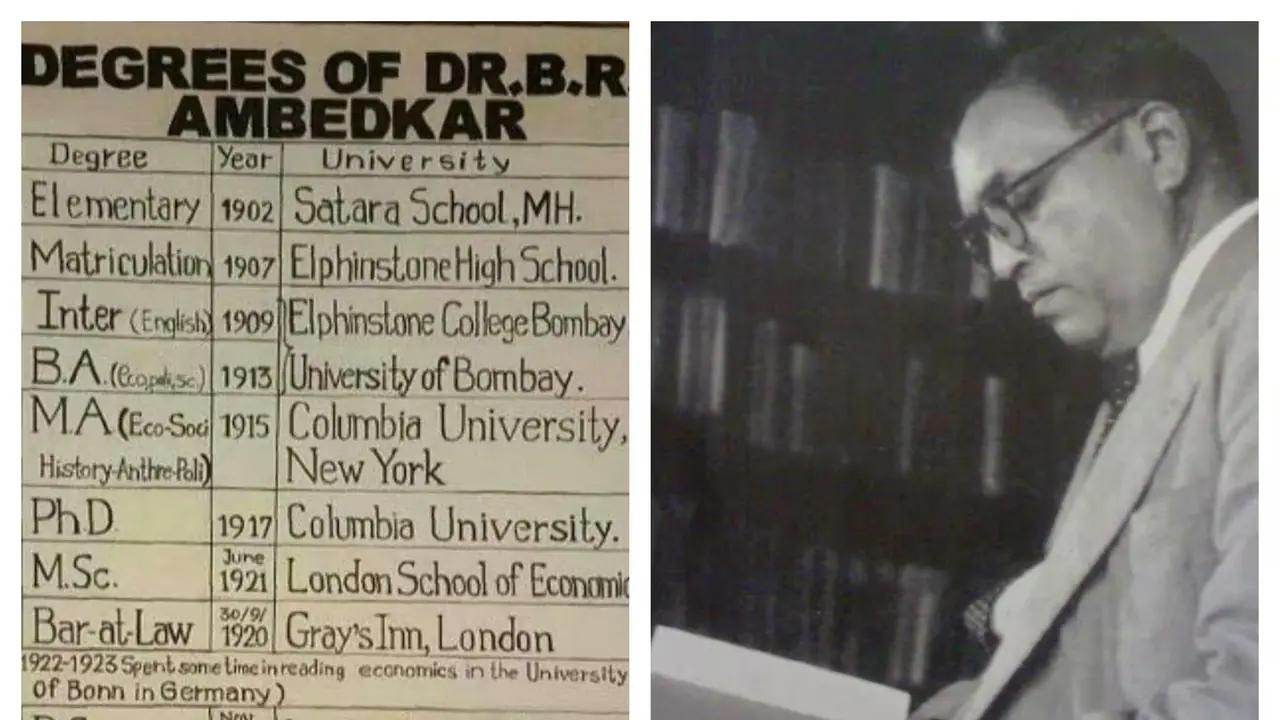 DEGREES OF DR.B.R.
AMBEDKAR
Degree Year University
Elementary 1902 Satara School, MH.
Matriculation 1907 Elphinstone High School.
Inter (English) 1909 Elphinstone College Bombay
B.A. (Eco,poli,sc.) 1913 University of Bombay.
M.A (Eco-Soci 1915 Columbia University,
History-Anthre-Poli) New York
Ph.D. 1917 Columbia University.
M.Sc. June 1921 London School of Economic
Bar-at-Law 30/9/1920 Gray's Inn, London
1922-1923 Spent some time in reading economics in the University
of Bonn in Germany)